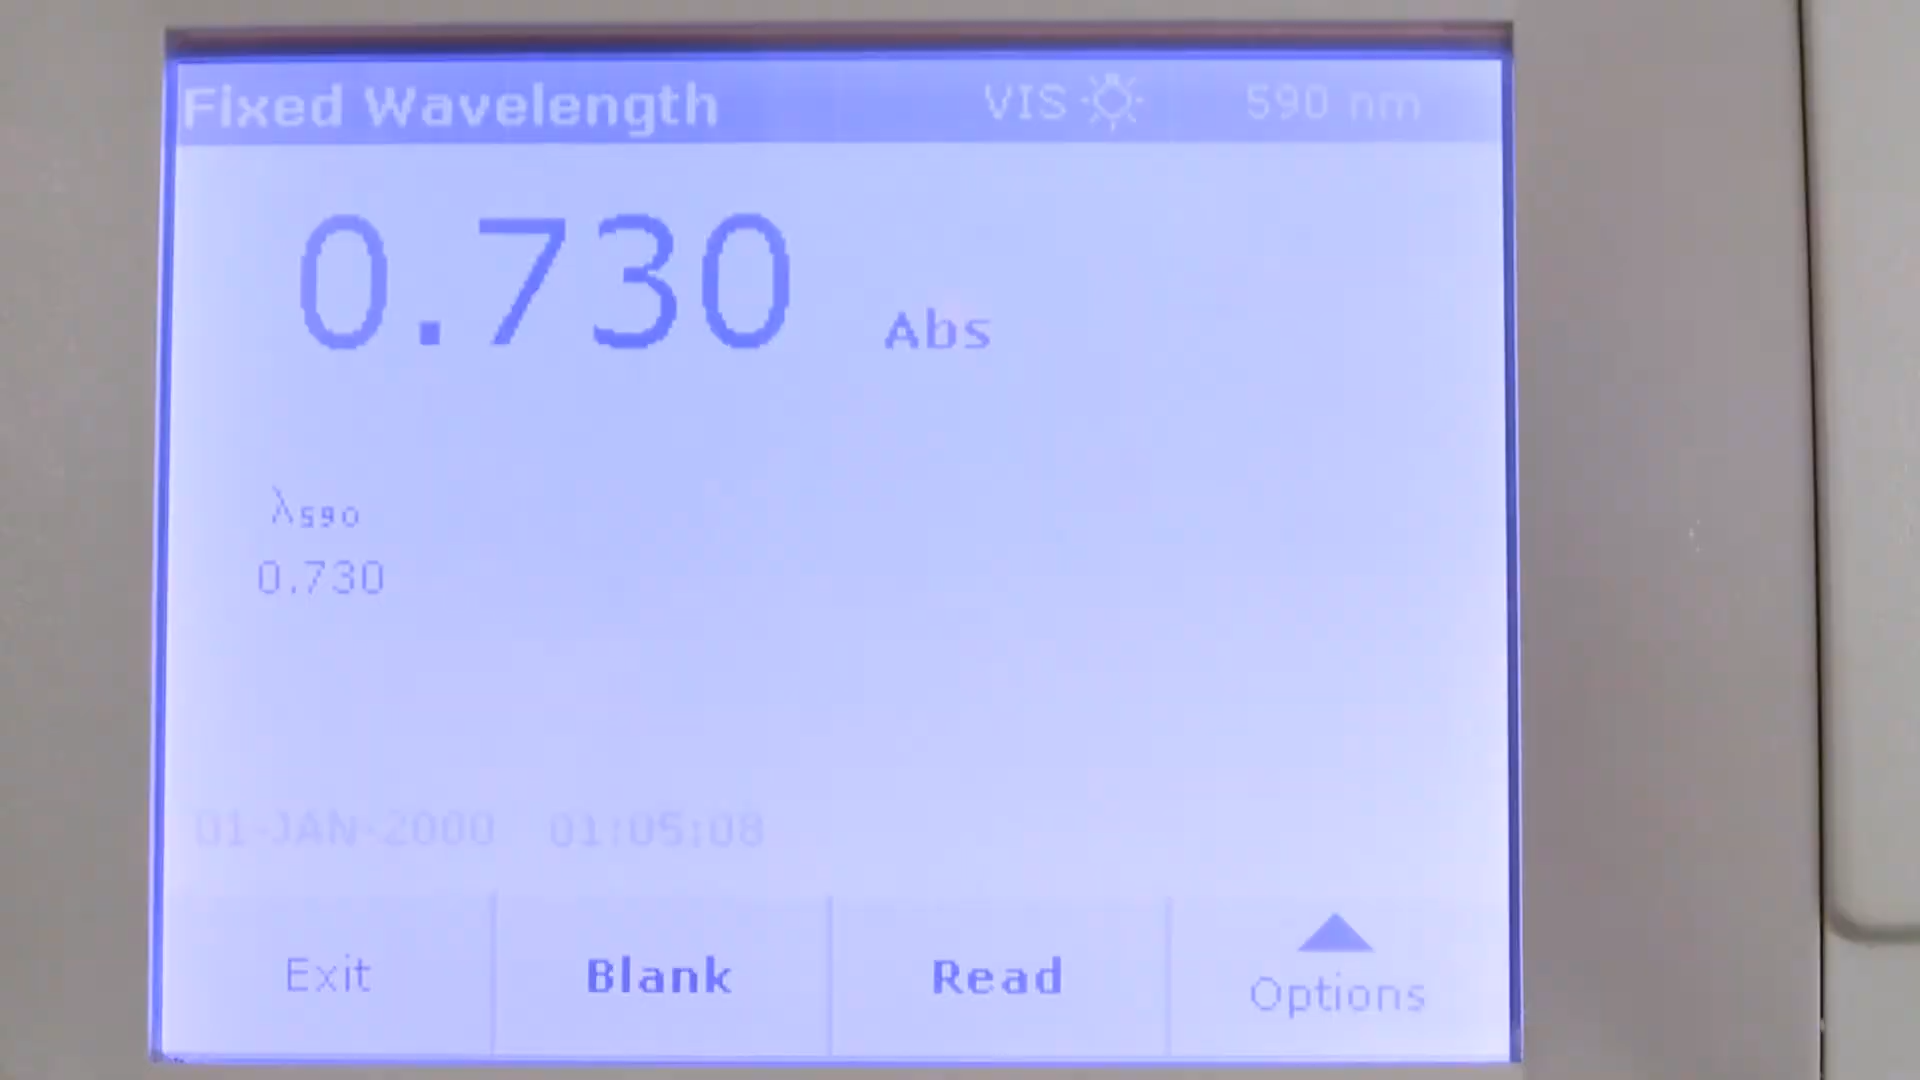 Fixed Wavelength VIS 590 nm
0.730 Abs
λ590
0.730
01-JAN-2000 01:05:08
Exit Blank Read Options